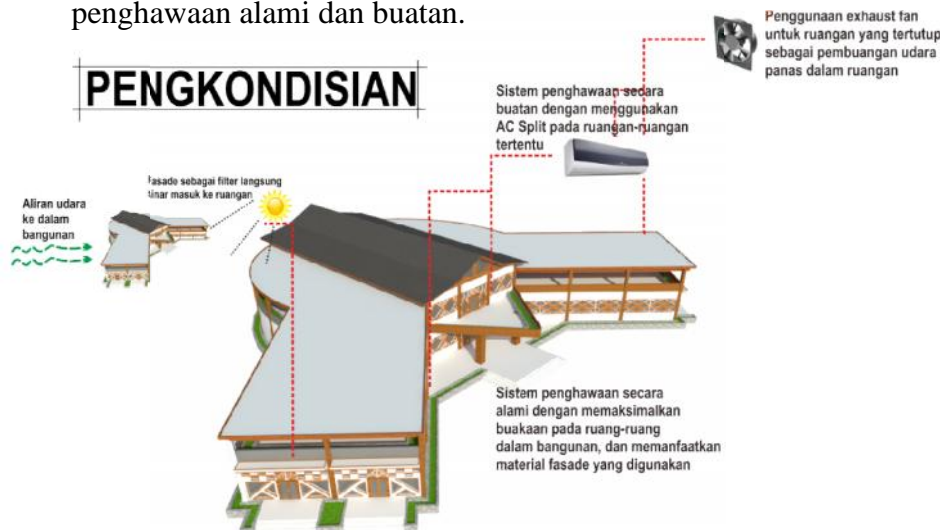 penghawaan alami dan buatan.
PENGKONDISIAN
Penggunaan exhaust fan
untuk ruangan yang tertutup
sebagai pembuangan udara
panas dalam ruangan
Sistem penghawaan secara
buatan dengan menggunakan
AC Split pada ruangan-ruangan
tertentu
Fasade sebagai filter langsung
sinar masuk ke ruangan
Aliran udara
ke dalam
bangunan
Sistem penghawaan secara
alami dengan memaksimalkan
buakaan pada ruang-ruang
dalam bangunan, dan memanfaatkan
material fasade yang digunakan